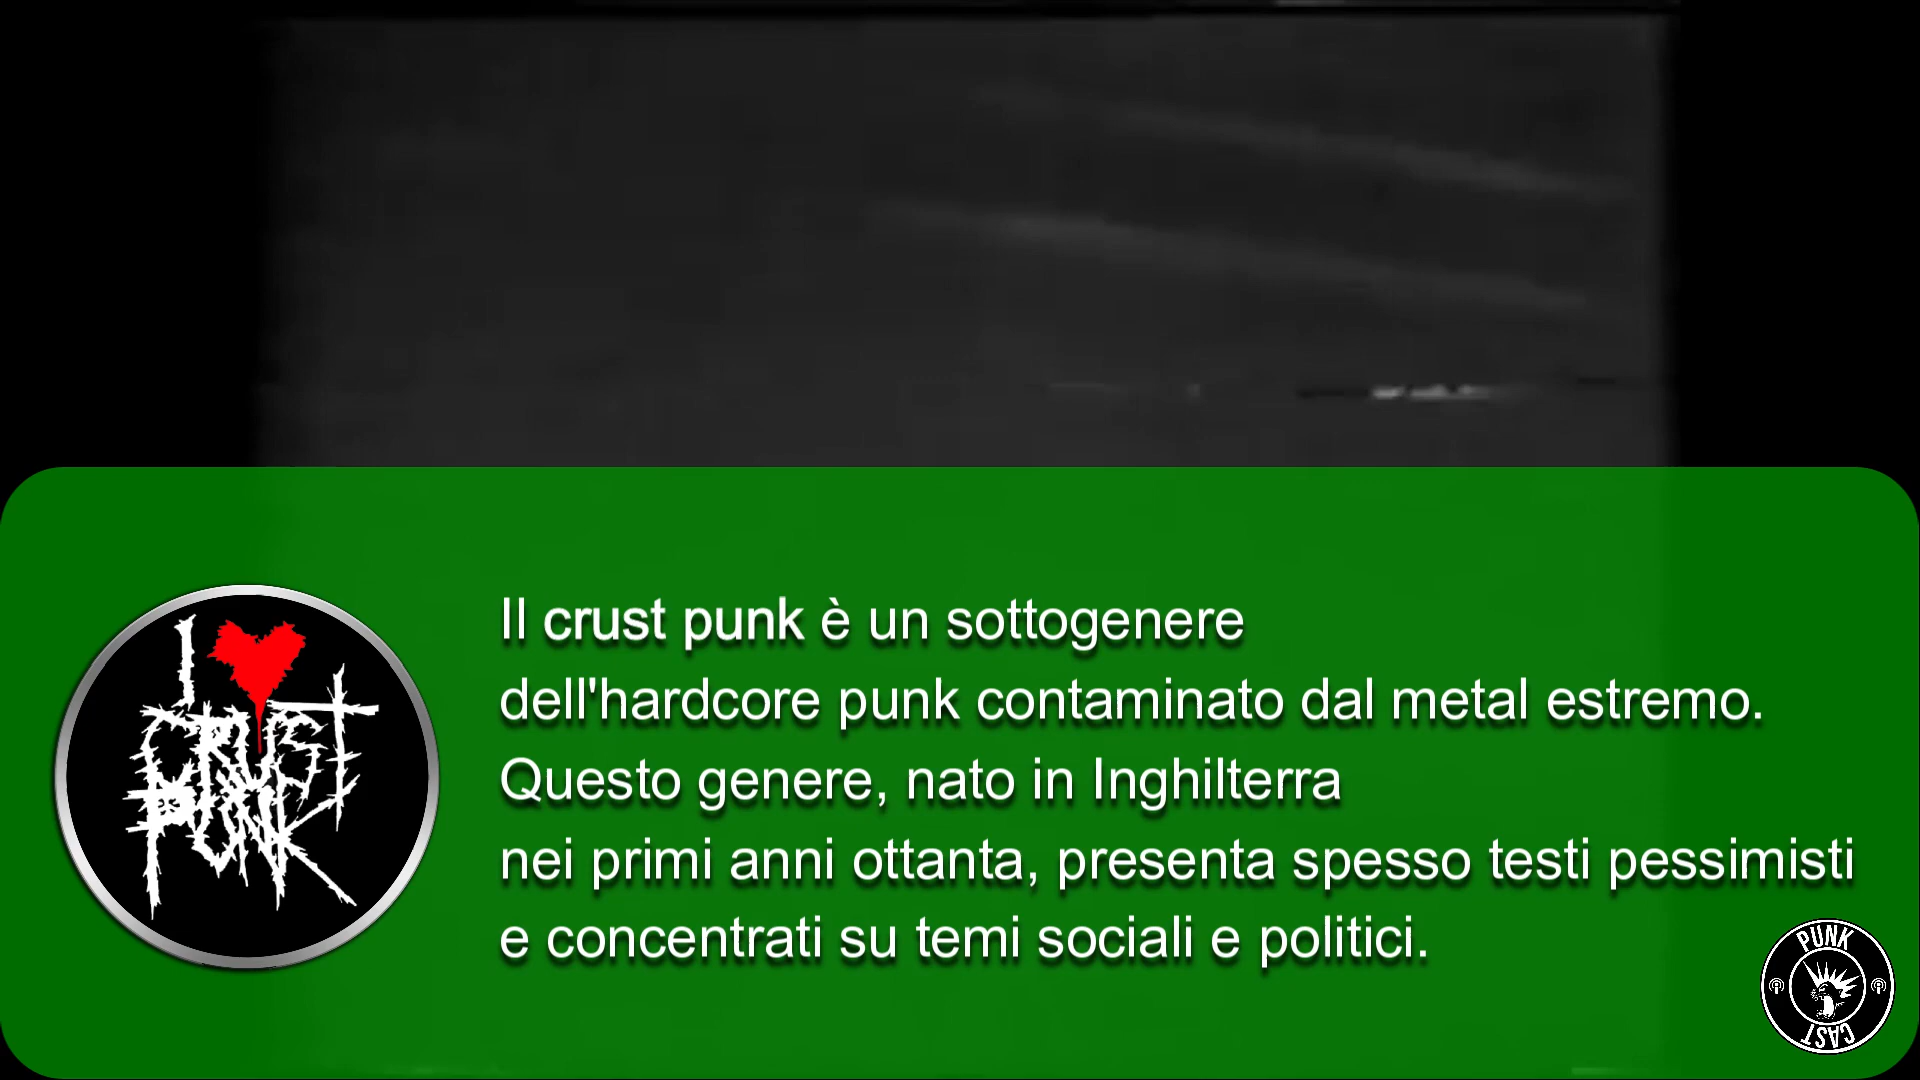 I
CRUST
PUNK
Il crust punk è un sottogenere
dell'hardcore punk contaminato dal metal estremo.
Questo genere, nato in Inghilterra
nei primi anni ottanta, presenta spesso testi pessimisti
e concentrati su temi sociali e politici.
PUNK
CAST